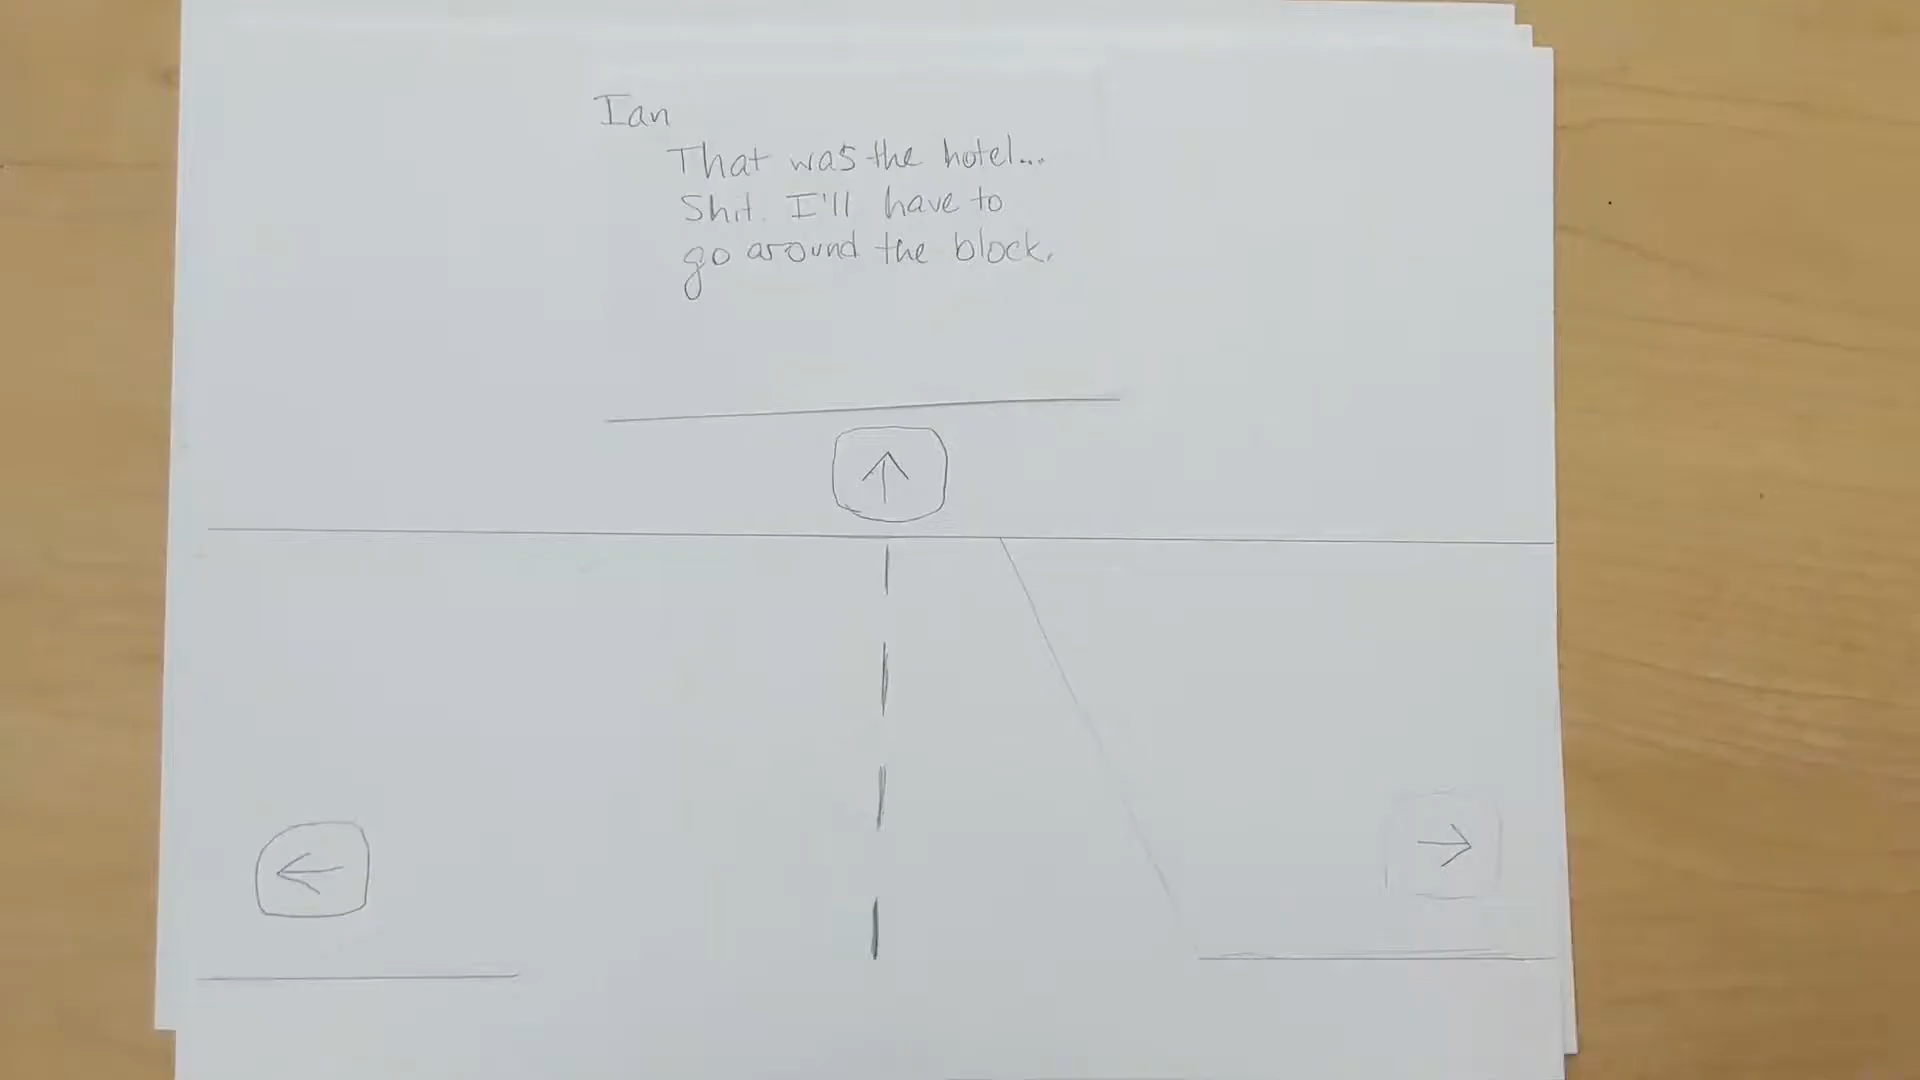 Ian
That was the hotel...
Shit. I'll have to
go around the block.